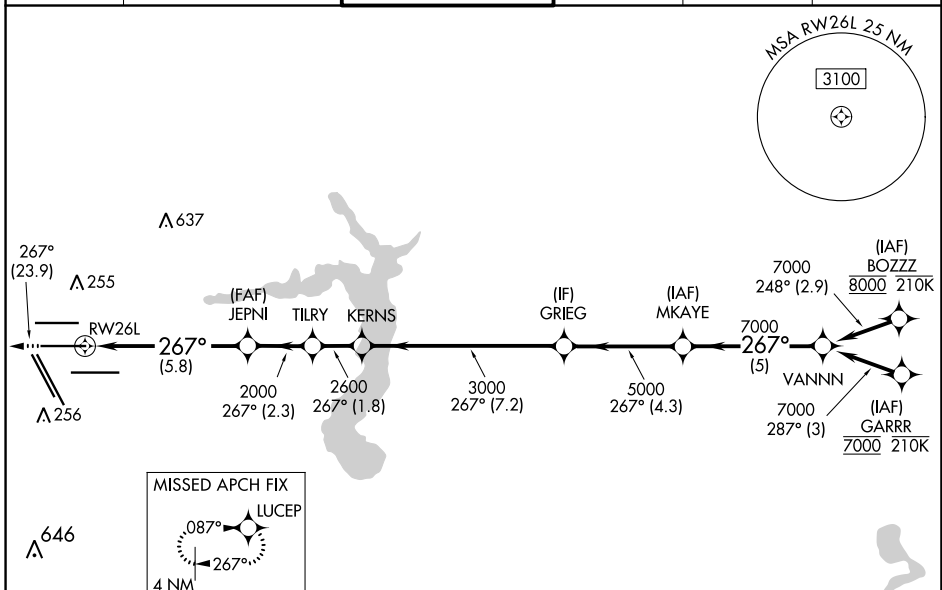 MSA RW26L 25 NM
3100
637
267°
(23.9)
255
RW26L
256
646
267°
(5.8)
(FAF)
JEPNI
TILRY
KERNS
2000
267° (2.3)
2600
267° (1.8)
3000
267° (7.2)
(IF)
GRIEG
5000
267° (4.3)
(IAF)
MKAYE
7000
267°
(5)
VANNN
7000
248° (2.9)
(IAF)
BOZZZ
8000 210K
7000
287° (3)
(IAF)
GARRR
7000 210K
MISSED APCH FIX
LUCEP
087°
267°
4 NM